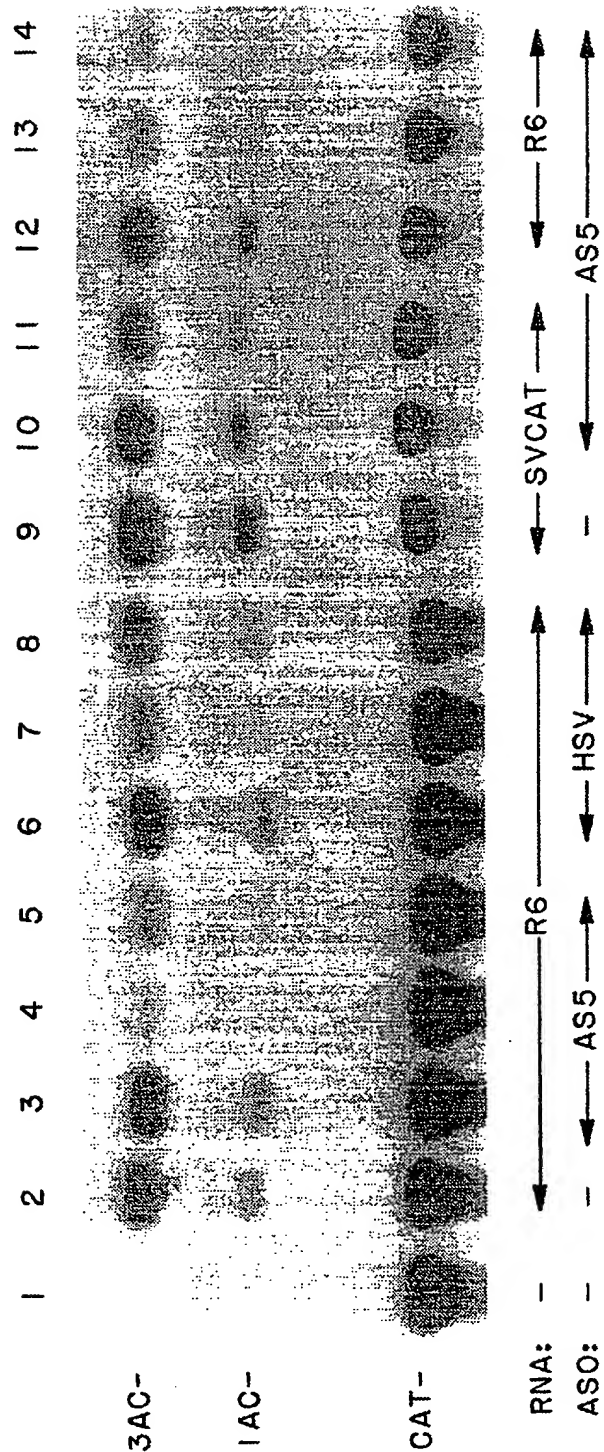 1 2 3 4 5 6 7 8 9 10 11 12 13 14
3AC-
1AC-
CAT-
RNA: - R6 SVCAT R6
ASO: - - AS5 HSV - AS5